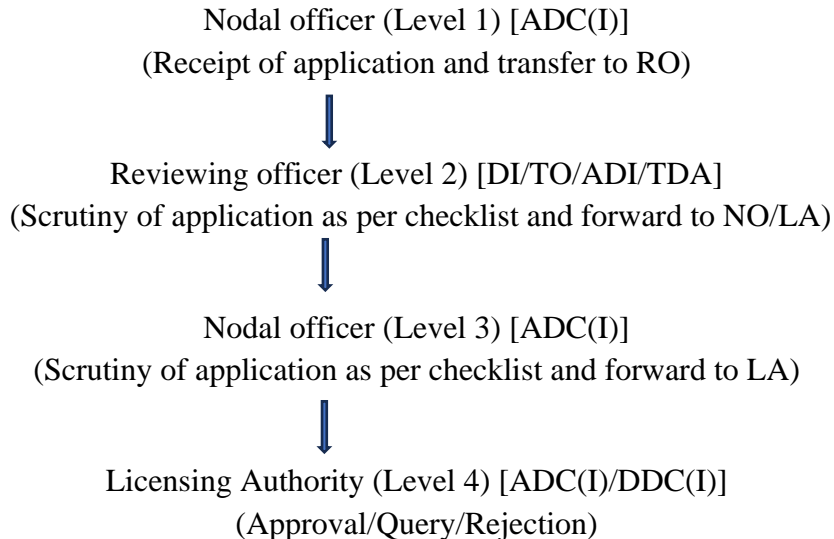 Nodal officer (Level 1) [ADC(I)]
(Receipt of application and transfer to RO)
Reviewing officer (Level 2) [DI/TO/ADI/TDA]
(Scrutiny of application as per checklist and forward to NO/LA)
Nodal officer (Level 3) [ADC(I)]
(Scrutiny of application as per checklist and forward to LA)
Licensing Authority (Level 4) [ADC(I)/DDC(I)]
(Approval/Query/Rejection)